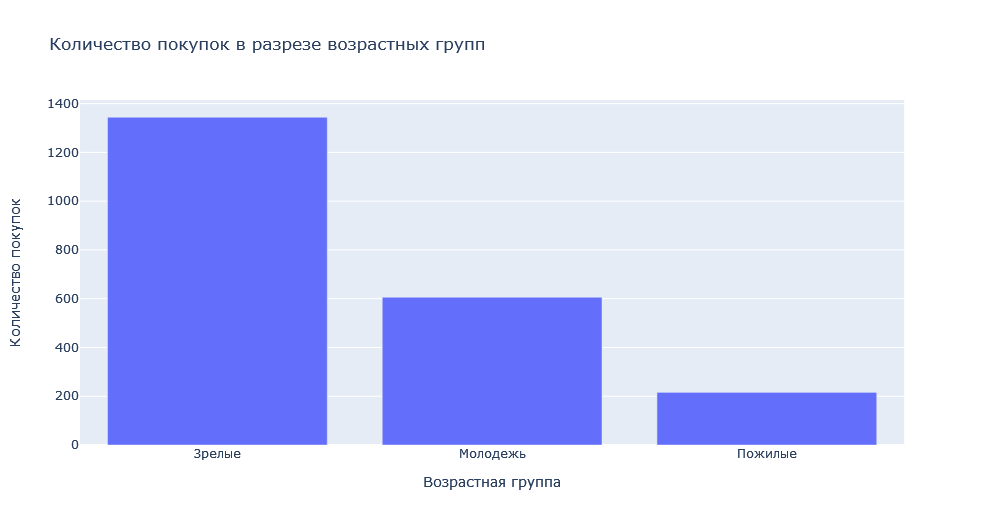 Количество покупок в разрезе возрастных групп
Количество покупок
1400
1200
1000
800
600
400
200
0
Зрелые
Молодежь
Пожилые
Возрастная группа